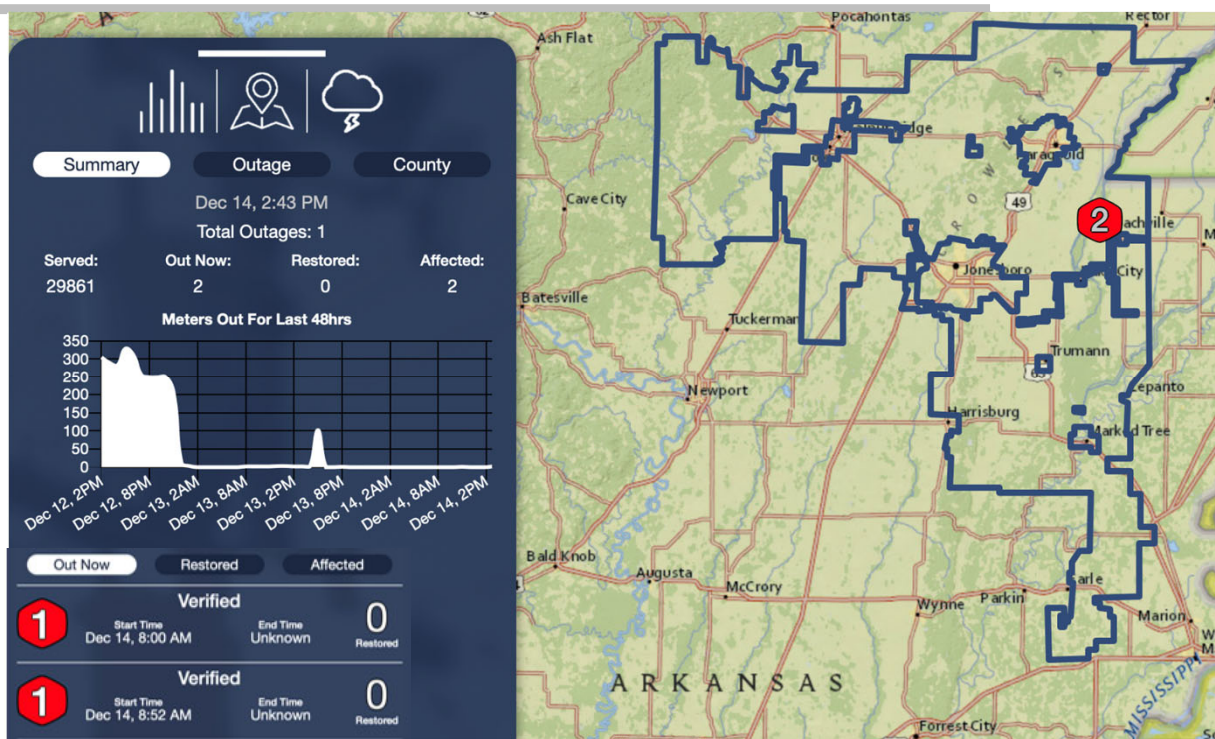 Summary
Outage
County
Dec 14, 2:43 PM
Total Outages: 1
Served: Out Now: Restored: Affected:
29861 2 0 2
Meters Out For Last 48hrs
350
300
250
200
150
100
50
0
Dec 12, 2PM
Dec 12, 8PM
Dec 13, 2AM
Dec 13, 8AM
Dec 13, 2PM
Dec 13, 8PM
Dec 14, 2AM
Dec 14, 8AM
Dec 14, 2PM
Out Now
Restored
Affected
1
Verified
Start Time
Dec 14, 8:00 AM
End Time
Unknown
0
Restored
1
Verified
Start Time
Dec 14, 8:52 AM
End Time
Unknown
0
Restored
Pocahontas
Rector
Ash Flat
Cave City
49
2
achville
Jonesboro
City
Batesville
Tuckerman
Trumann
63
Lepanto
Newport
Harrisburg
Marked Tree
Bald Knob
Augusta
McCrory
Wynne
Parkin
Earle
Marion
ARKANSAS
MISSISSIPPI
Forrest City